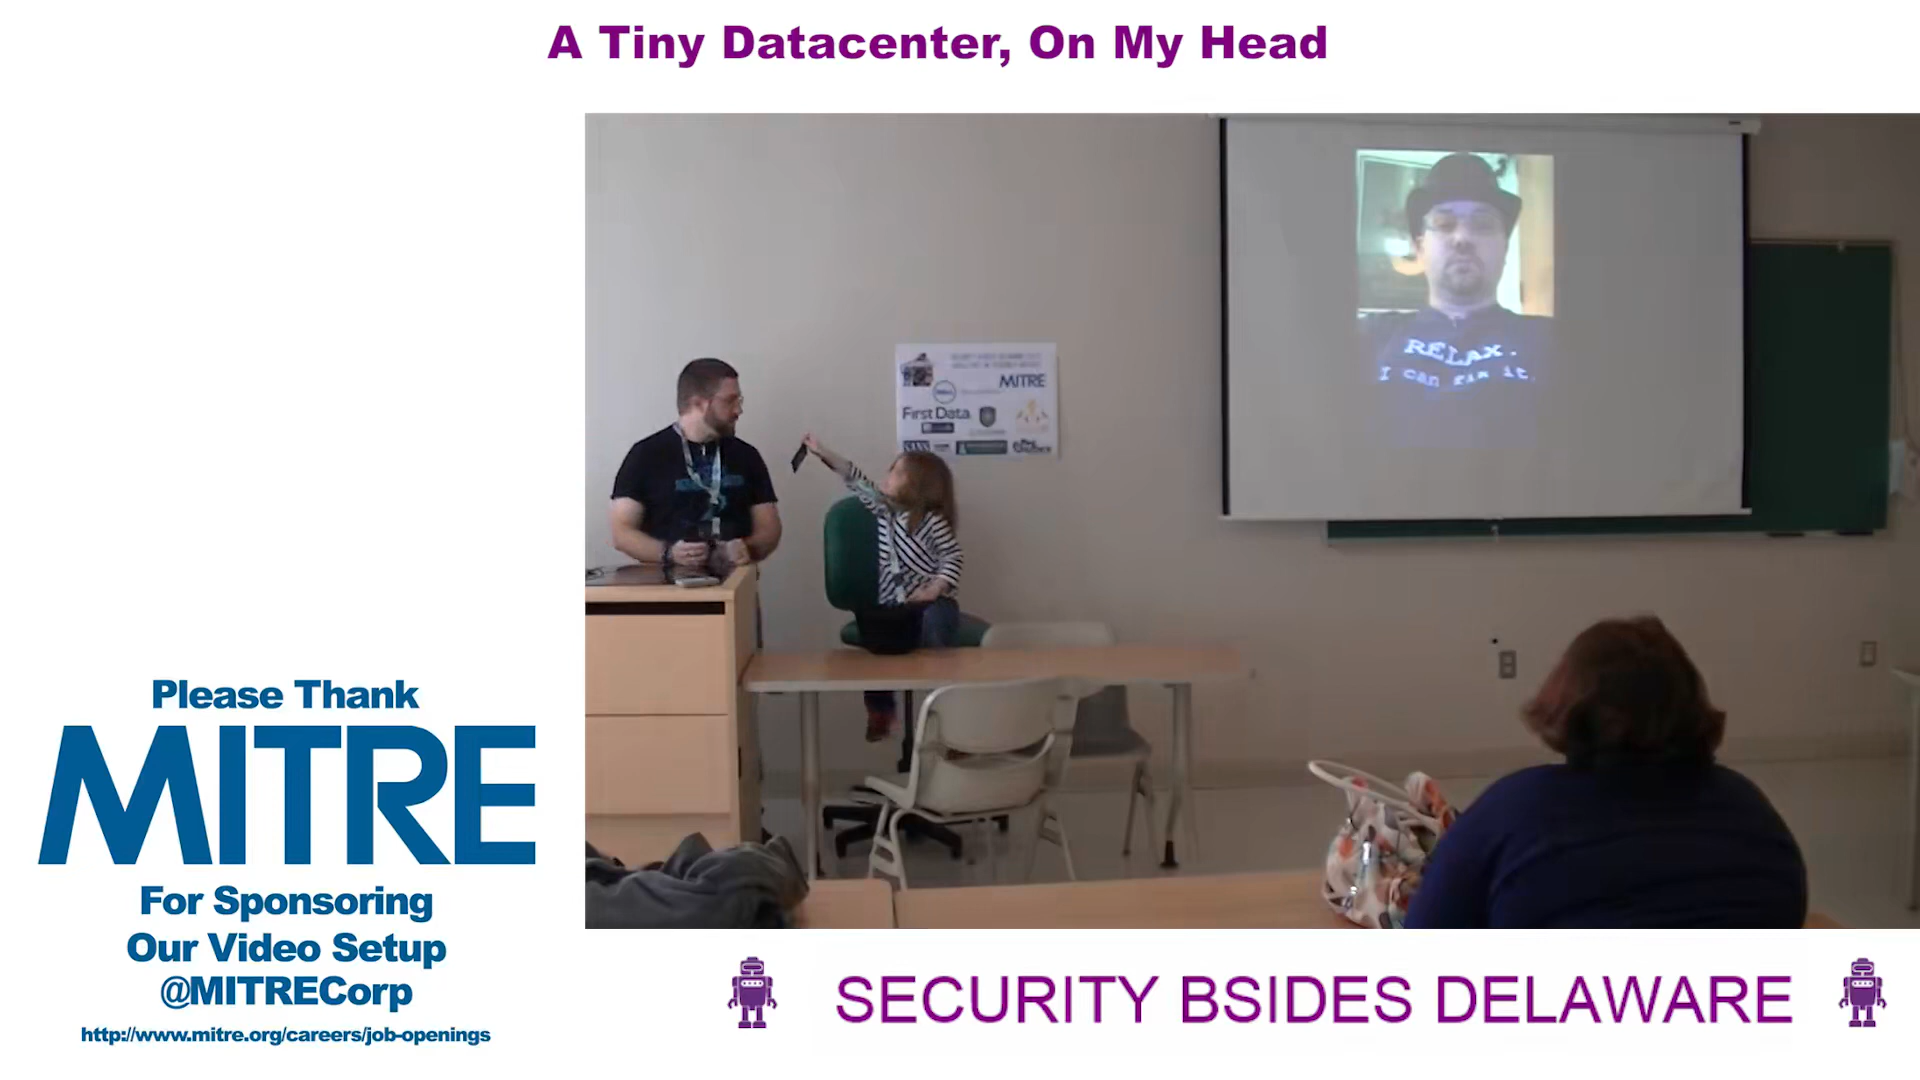 A Tiny Datacenter, On My Head
RELAX.
I can fix it.
MITRE
First Data
Please Thank
MITRE
For Sponsoring
Our Video Setup
@MITRECorp
http://www.mitre.org/careers/job-openings
SECURITY BSIDES DELAWARE